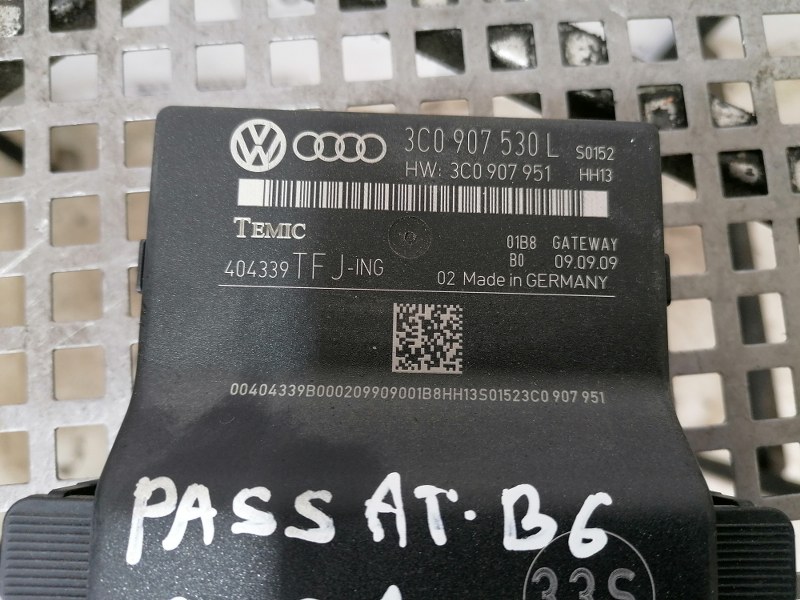 3C0 907 530 L S0152
HW: 3C0 907 951 HH13
TEMIC
01B8 GATEWAY
B0 09.09.09
404339 TFJ-ING
02 Made in GERMANY
00404339B000209909001B8HH13S01523C0 907 951
PASSAT·B6
33S